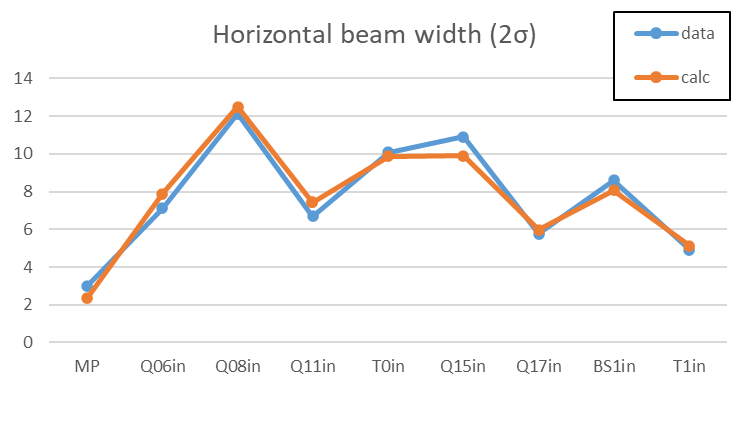 Horizontal beam width (2σ)
data
calc
14
12
10
8
6
4
2
0
MP Q06in Q08in Q11in T0in Q15in Q17in BS1in T1in